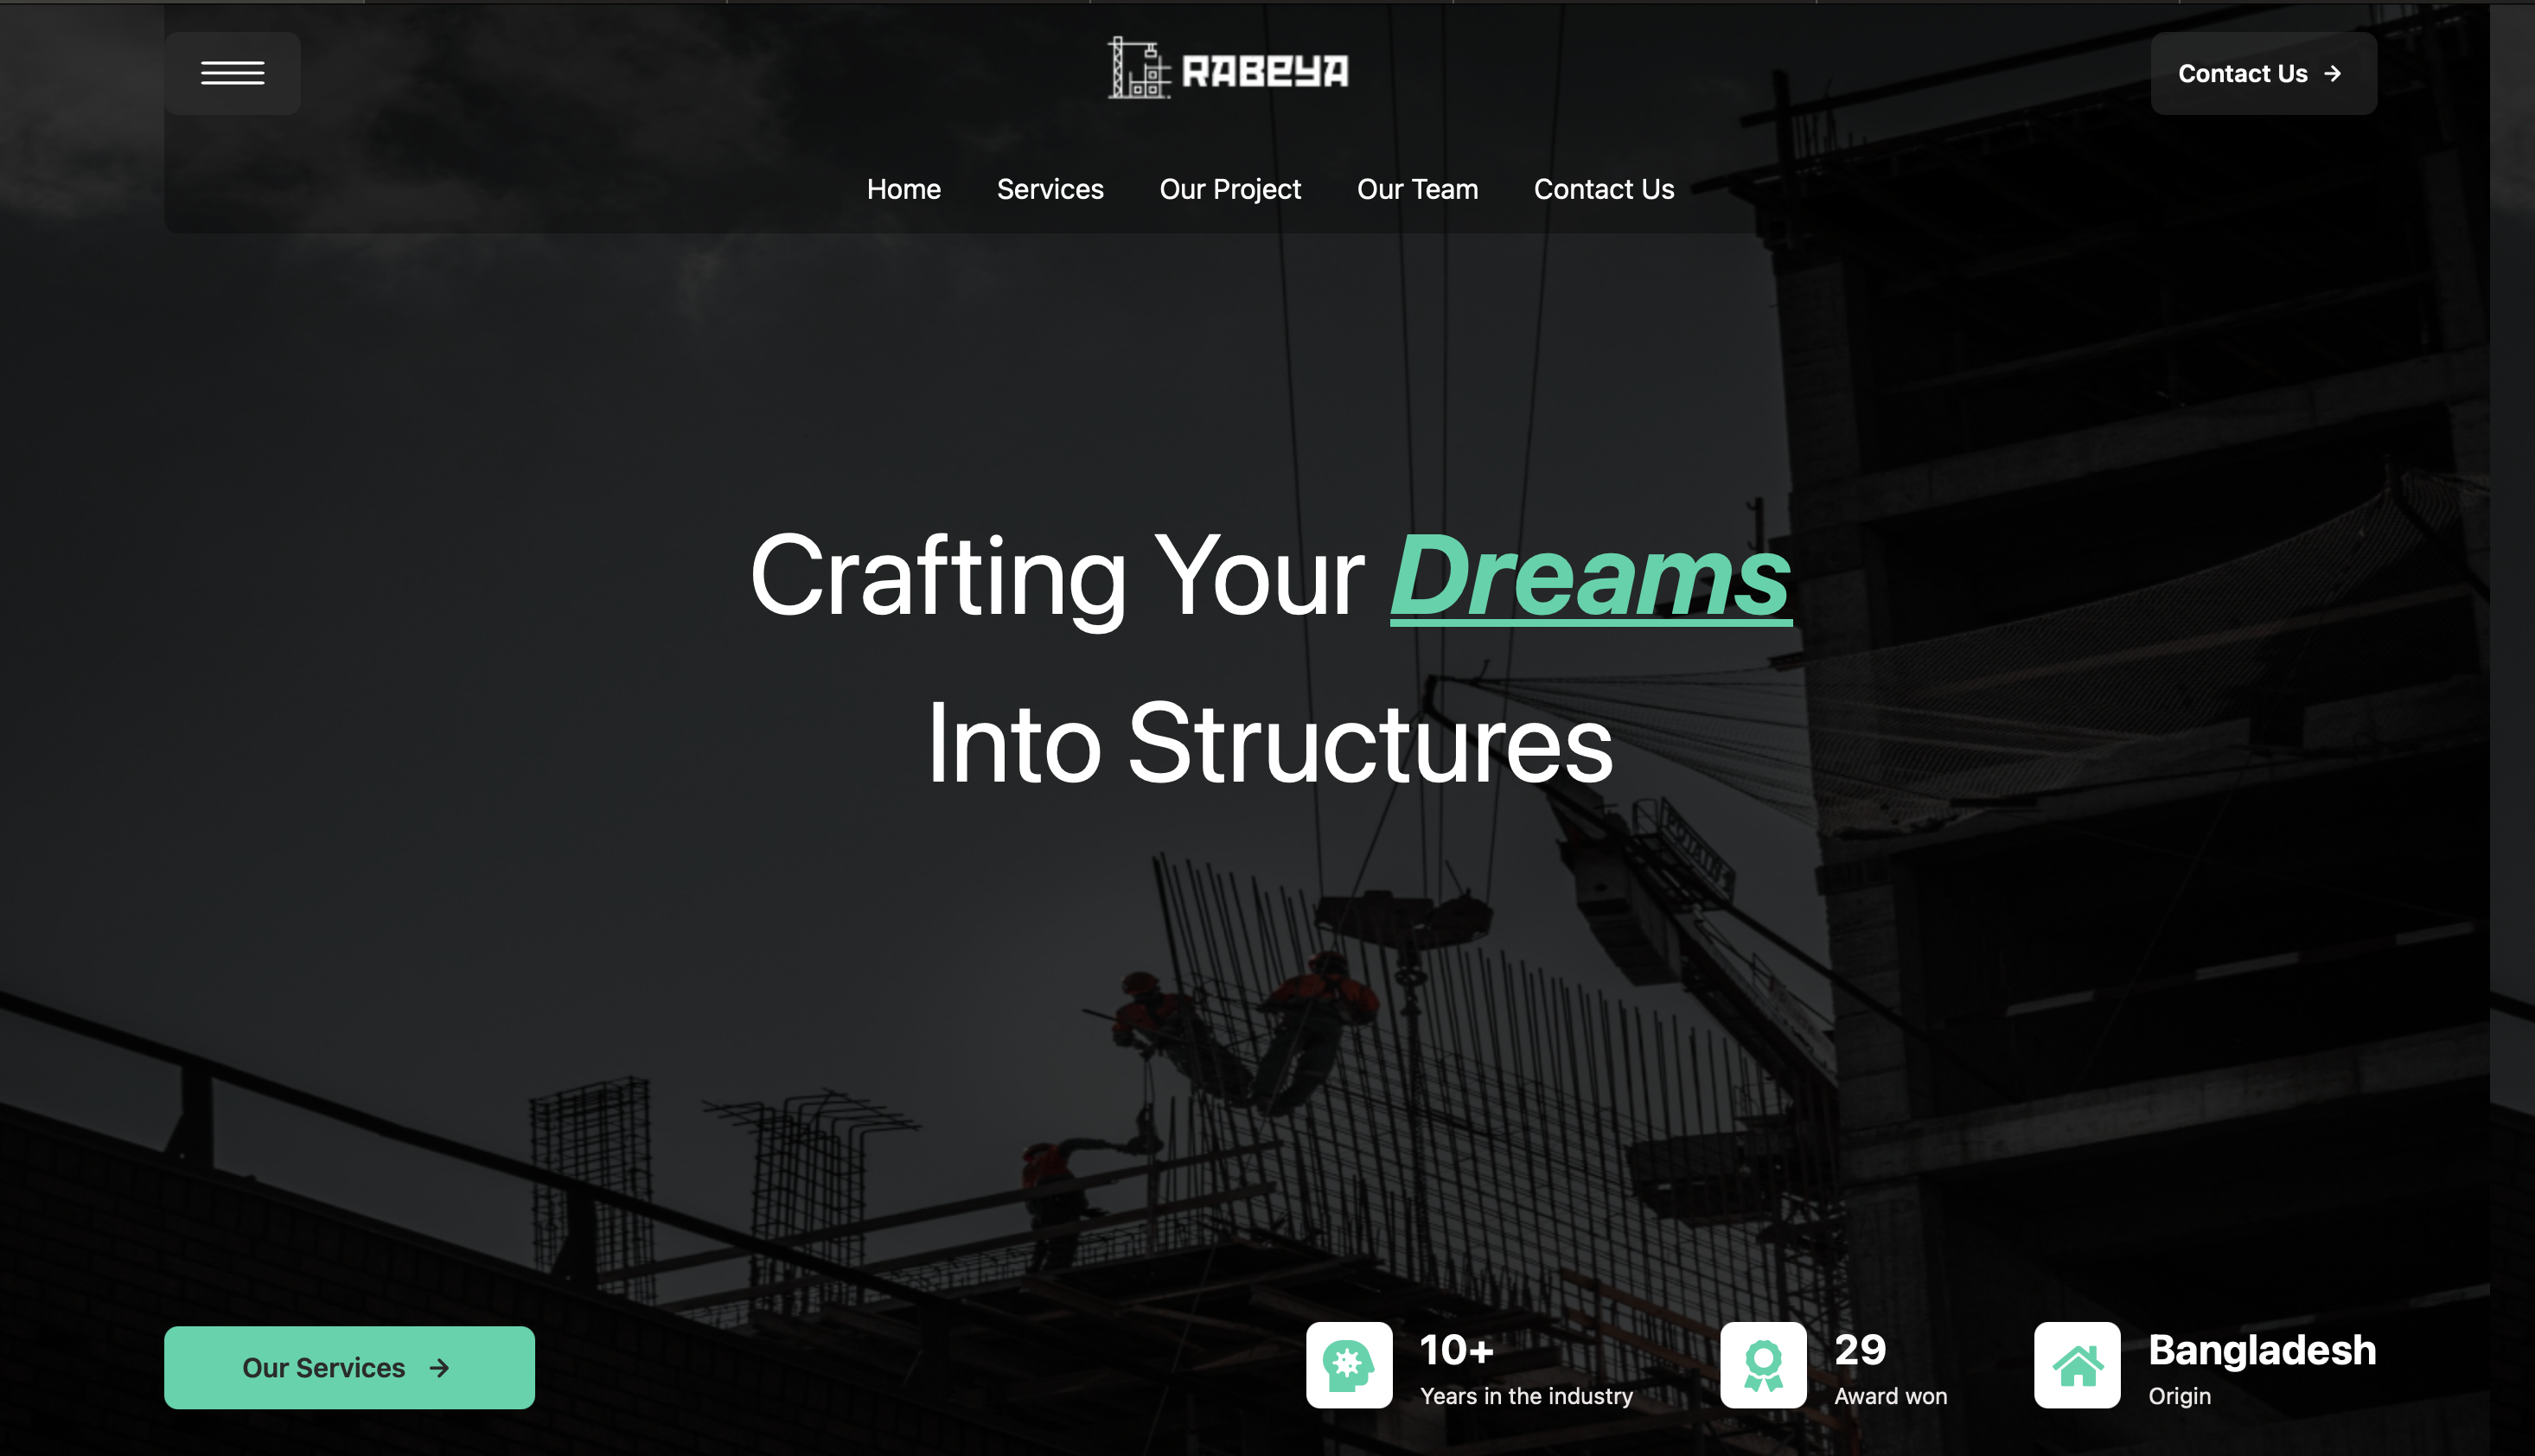 RABEYA
Contact Us
Home Services Our Project Our Team Contact Us
Crafting Your Dreams
Into Structures
Our Services
10+
Years in the industry
29
Award won
Bangladesh
Origin